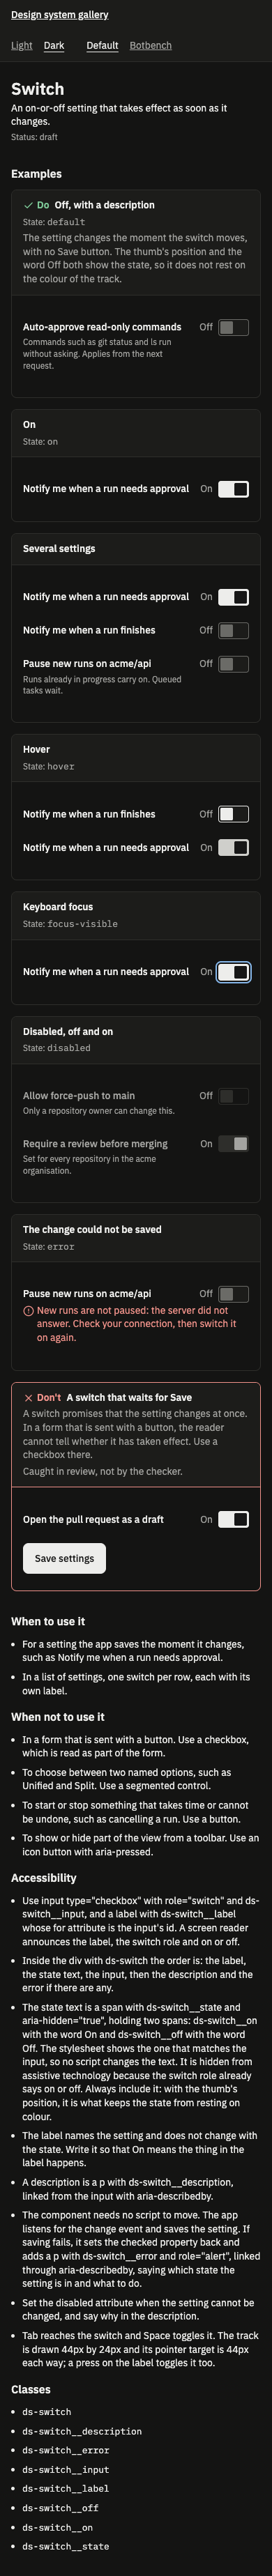 Design system gallery
Light Dark Default Botbench
Switch
An on-or-off setting that takes effect as soon as it
changes.
Status: draft
Examples
Do Off, with a description
State: default
The setting changes the moment the switch moves,
with no Save button. The thumb's position and the
word Off both show the state, so it does not rest on
the colour of the track.
Auto-approve read-only commands Off
Commands such as git status and ls run
without asking. Applies from the next
request.
On
State: on
Notify me when a run needs approval On
Several settings
Notify me when a run needs approval On
Notify me when a run finishes Off
Pause new runs on acme/api Off
Runs already in progress carry on. Queued
tasks wait.
Hover
State: hover
Notify me when a run finishes Off
Notify me when a run needs approval On
Keyboard focus
State: focus-visible
Notify me when a run needs approval On
Disabled, off and on
State: disabled
Allow force-push to main Off
Only a repository owner can change this.
Require a review before merging On
Set for every repository in the acme
organisation.
The change could not be saved
State: error
Pause new runs on acme/api Off
New runs are not paused: the server did not
answer. Check your connection, then switch it
on again.
Don't A switch that waits for Save
A switch promises that the setting changes at once.
In a form that is sent with a button, the reader
cannot tell whether it has taken effect. Use a
checkbox there.
Caught in review, not by the checker.
Open the pull request as a draft On
Save settings
When to use it
• For a setting the app saves the moment it changes,
such as Notify me when a run needs approval.
• In a list of settings, one switch per row, each with its
own label.
When not to use it
• In a form that is sent with a button. Use a checkbox,
which is read as part of the form.
• To choose between two named options, such as
Unified and Split. Use a segmented control.
• To start or stop something that takes time or cannot
be undone, such as cancelling a run. Use a button.
• To show or hide part of the view from a toolbar. Use an
icon button with aria-pressed.
Accessibility
• Use input type="checkbox" with role="switch" and ds-
switch__input, and a label with ds-switch__label
whose for attribute is the input's id. A screen reader
announces the label, the switch role and on or off.
• Inside the div with ds-switch the order is: the label,
the state text, the input, then the description and the
error if there are any.
• The state text is a span with ds-switch__state and
aria-hidden="true", holding two spans: ds-switch__on
with the word On and ds-switch__off with the word
Off. The stylesheet shows the one that matches the
input, so no script changes the text. It is hidden from
assistive technology because the switch role already
says on or off. Always include it: with the thumb's
position, it is what keeps the state from resting on
colour.
• The label names the setting and does not change with
the state. Write it so that On means the thing in the
label happens.
• A description is a p with ds-switch__description,
linked from the input with aria-describedby.
• The component needs no script to move. The app
listens for the change event and saves the setting. If
saving fails, it sets the checked property back and
adds a p with ds-switch__error and role="alert", linked
through aria-describedby, saying which state the
setting is in and what to do.
• Set the disabled attribute when the setting cannot be
changed, and say why in the description.
• Tab reaches the switch and Space toggles it. The track
is drawn 44px by 24px and its pointer target is 44px
each way; a press on the label toggles it too.
Classes
• ds-switch
• ds-switch__description
• ds-switch__error
• ds-switch__input
• ds-switch__label
• ds-switch__off
• ds-switch__on
• ds-switch__state